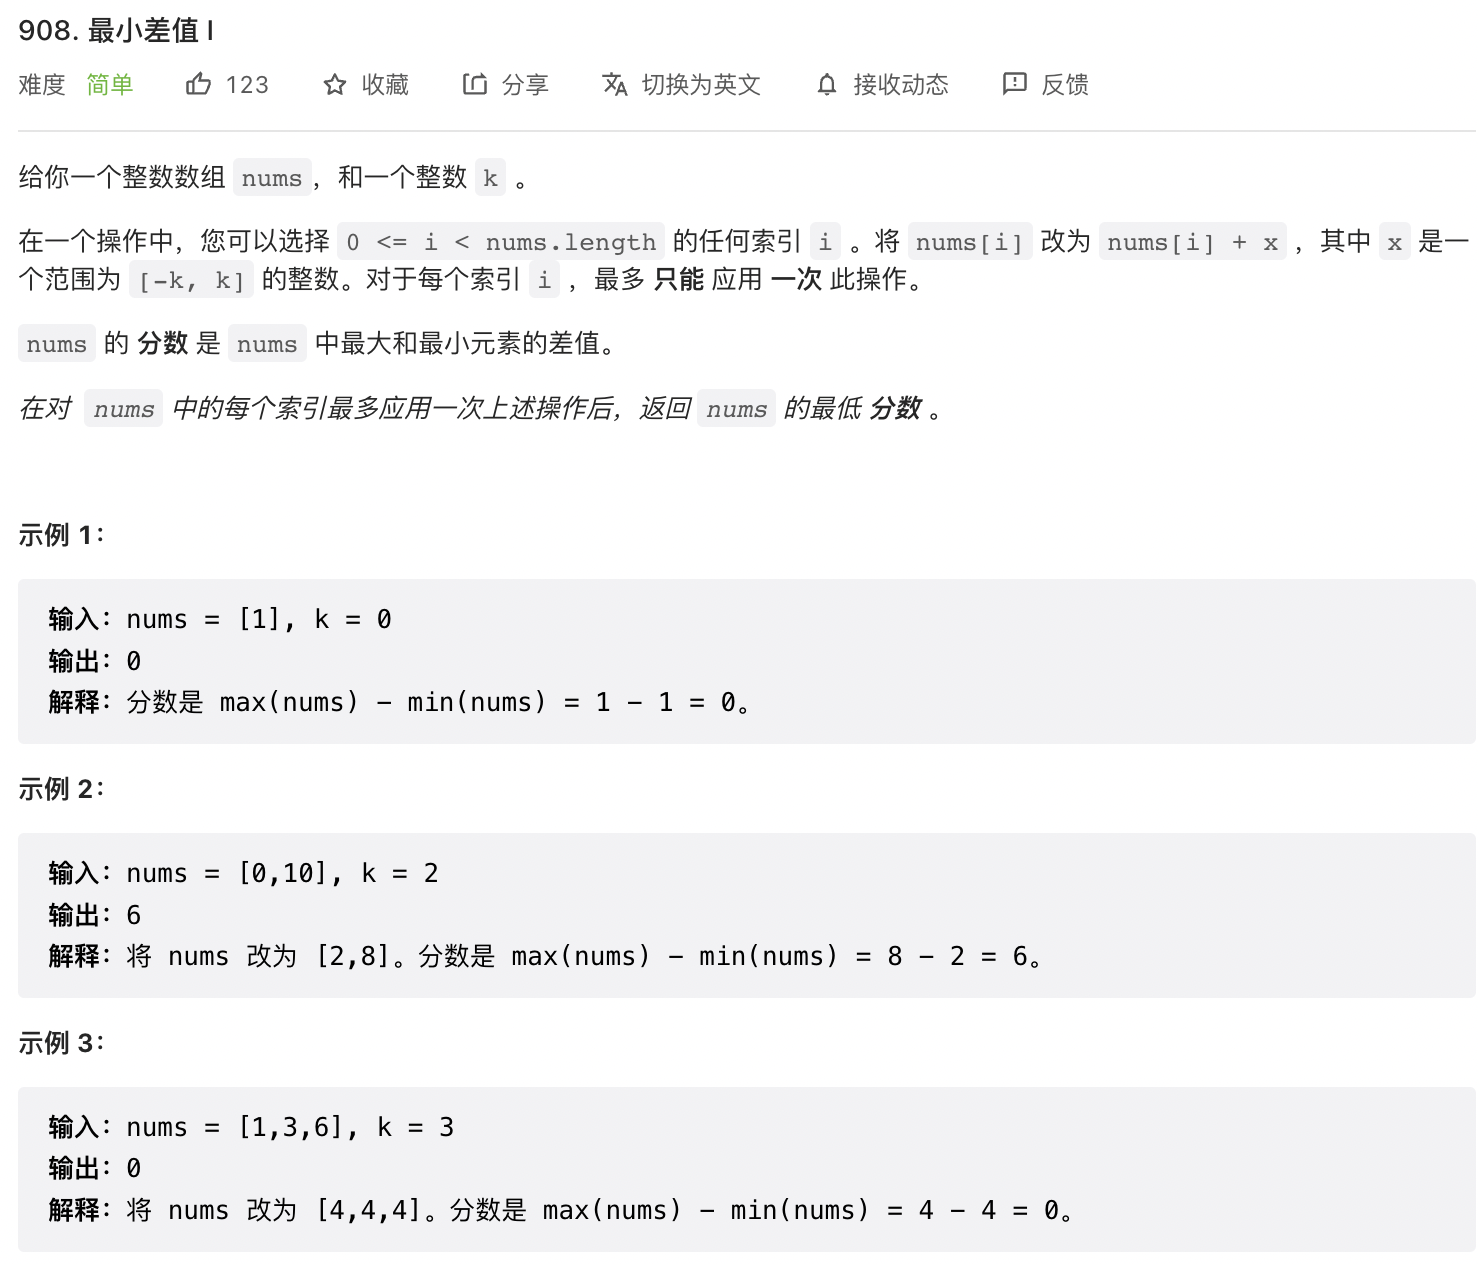 908. 最小差值 I
难度 简单 123 收藏 分享 切换为英文 接收动态 反馈
给你一个整数数组 nums，和一个整数 k 。
在一个操作中，您可以选择 0 <= i < nums.length 的任何索引 i 。将 nums[i] 改为 nums[i] + x ，其中 x 是一
个范围为 [-k, k] 的整数。对于每个索引 i ，最多 只能 应用 一次 此操作。
nums 的 分数 是 nums 中最大和最小元素的差值。
在对 nums 中的每个索引最多应用一次上述操作后，返回 nums 的最低 分数 。
示例 1：
输入：nums = [1], k = 0
输出：0
解释：分数是 max(nums) - min(nums) = 1 - 1 = 0。
示例 2：
输入：nums = [0,10], k = 2
输出：6
解释：将 nums 改为 [2,8]。分数是 max(nums) - min(nums) = 8 - 2 = 6。
示例 3：
输入：nums = [1,3,6], k = 3
输出：0
解释：将 nums 改为 [4,4,4]。分数是 max(nums) - min(nums) = 4 - 4 = 0。